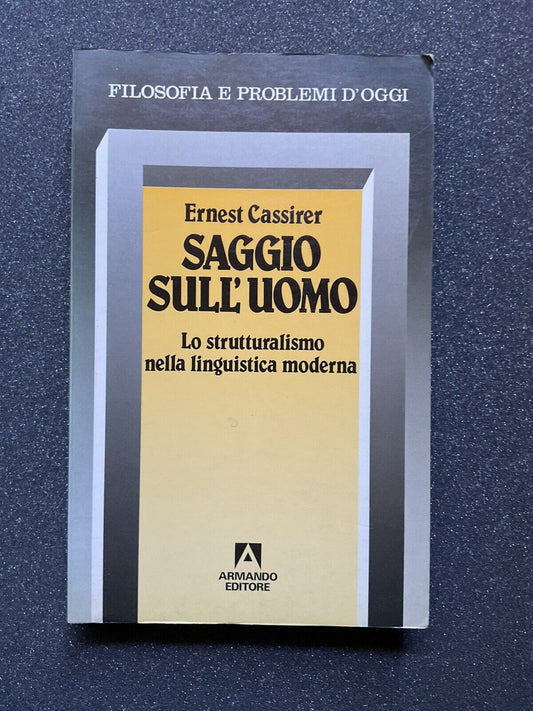 FILOSOFIA E PROBLEMI D'OGGI
Ernest Cassirer
SAGGIO
SULL'UOMO
Lo strutturalismo
nella linguistica moderna
ARMANDO
EDITORE